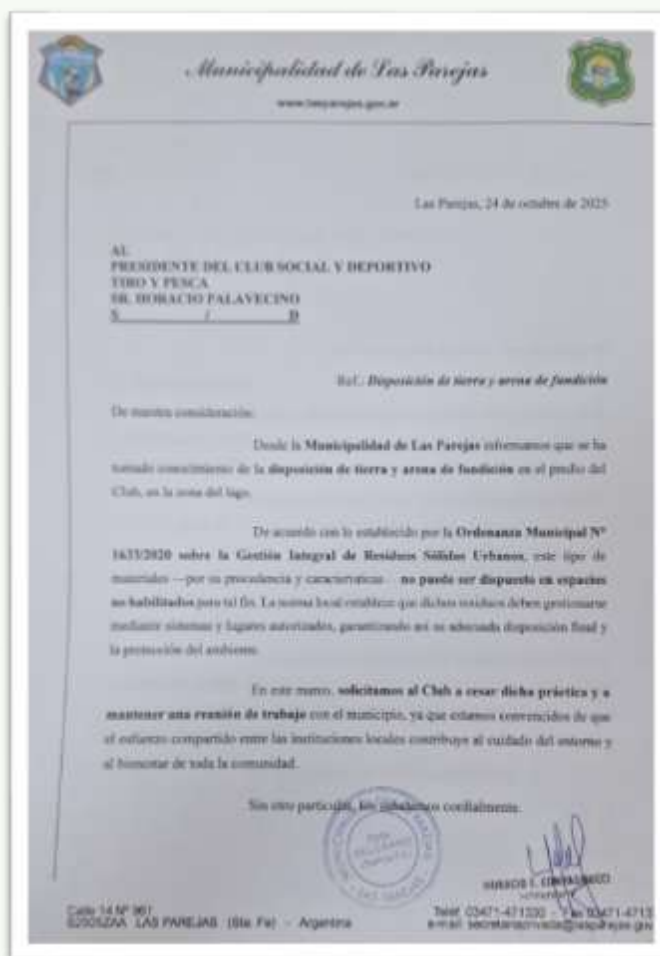 Municipalidad de Las Parejas
www.lasparejas.gov.ar
Las Parejas, 24 de octubre de 2025
AL
PRESIDENTE DEL CLUB SOCIAL Y DEPORTIVO
TIRO Y PESCA
SR. HORACIO PALAVECINO
S / D
Ref.: Disposición de tierra y arena de fundición
De nuestra consideración:
Desde la Municipalidad de Las Parejas informamos que se ha
tomado conocimiento de la disposición de tierra y arena de fundición en el predio del
Club, en la zona del lago.
De acuerdo con lo establecido por la Ordenanza Municipal N°
1633/2020 sobre la Gestión Integral de Residuos Sólidos Urbanos, este tipo de
materiales —por su procedencia y características— no puede ser dispuesto en espacios
no habilitados para tal fin. La norma local establece que dichos residuos deben gestionarse
mediante sistemas y lugares autorizados, garantizando así su adecuada disposición final y
la protección del ambiente.
En este marco, solicitamos al Club a cesar dicha práctica y a
mantener una reunión de trabajo con el municipio, ya que estamos convencidos de que
el esfuerzo compartido entre las instituciones locales contribuye al cuidado del entorno y
al bienestar de toda la comunidad.
Sin otro particular, los saludamos cordialmente.
Calle 14 N° 961
S2505ZAA LAS PAREJAS (Sta. Fe) - Argentina
Telef. 03471-471330 - Fax 03471-4713
e-mail: secretariaprivada@lasparejas.gov